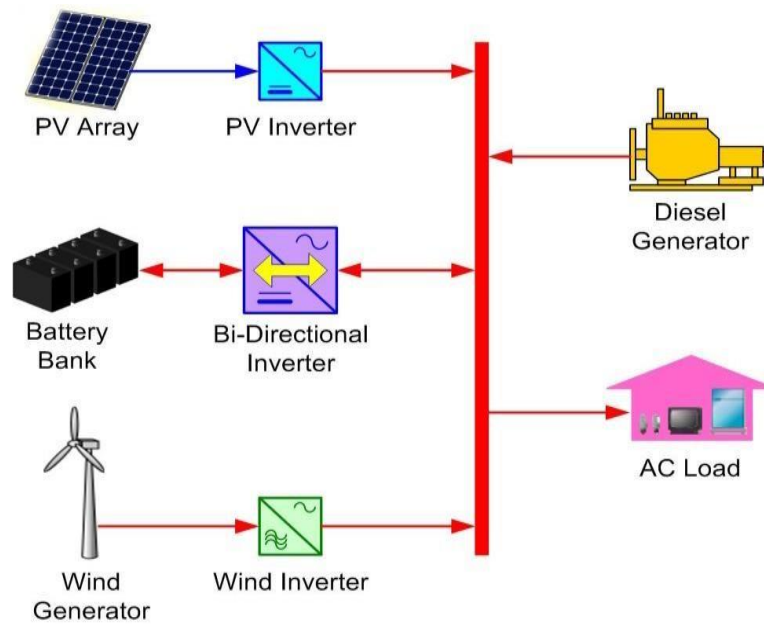 PV Array
PV Inverter
Diesel
Generator
Battery
Bank
Bi-Directional
Inverter
AC Load
Wind
Generator
Wind Inverter